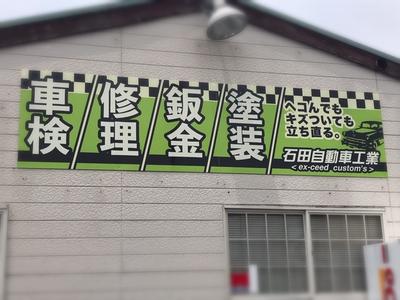 車検
修理
鈑金
塗装
ヘコんでも
キズついても
立ち直る。
石田自動車工業
<ex-ceed custom's>